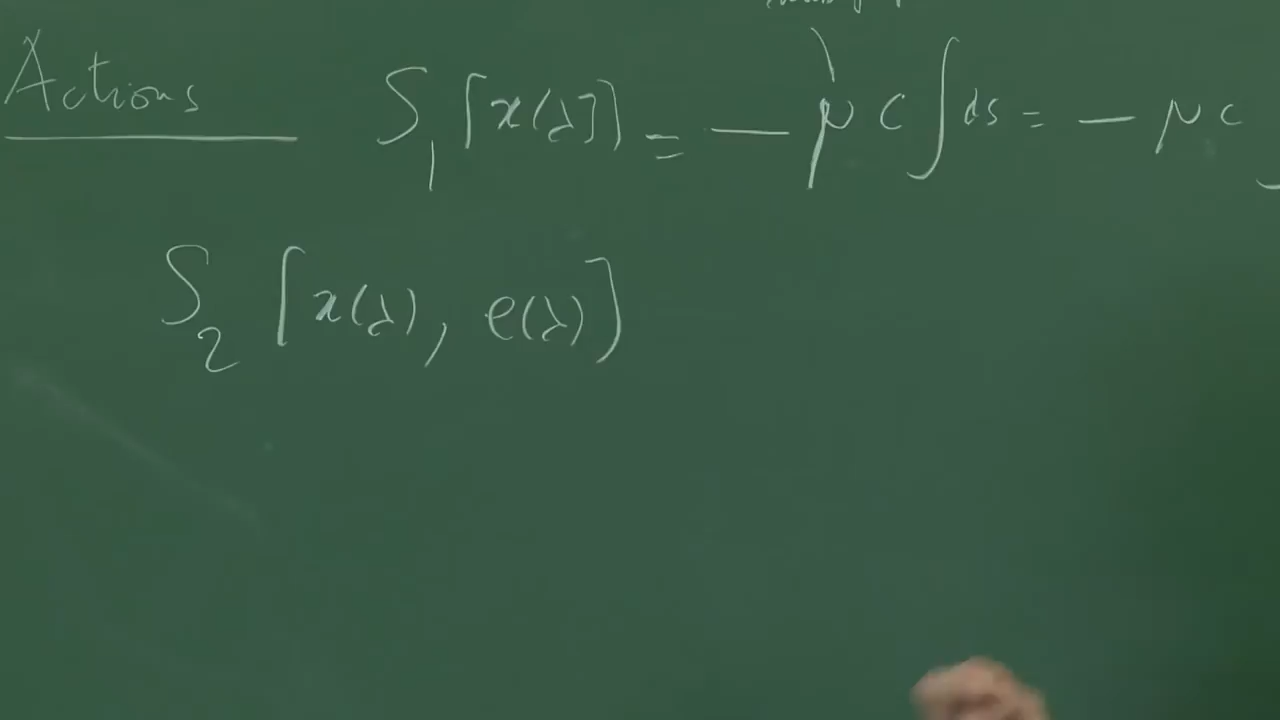 Actions S₁[x(λ)] = − μ c ∫ ds = − μ c
S₂ [x(λ), e(λ)]